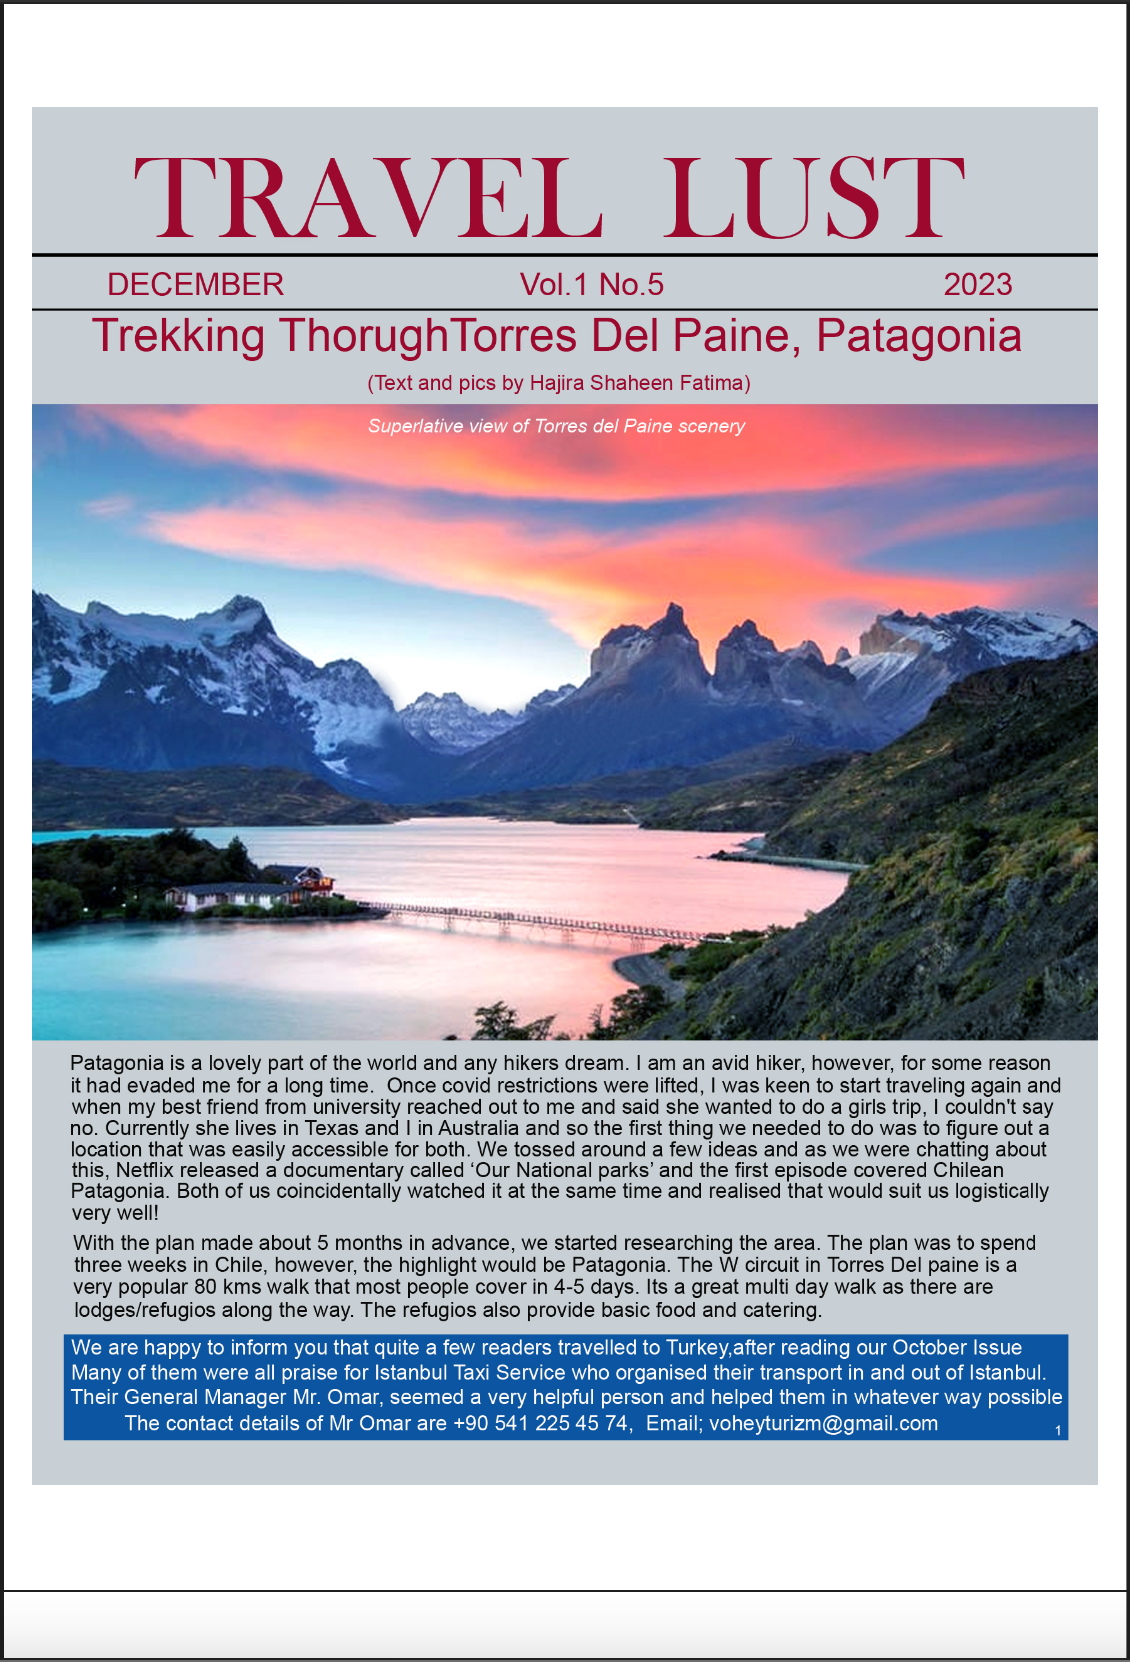 TRAVEL LUST
DECEMBER Vol.1 No.5 2023
Trekking ThorughTorres Del Paine, Patagonia
(Text and pics by Hajira Shaheen Fatima)
Superlative view of Torres del Paine scenery
Patagonia is a lovely part of the world and any hikers dream. I am an avid hiker, however, for some reason
it had evaded me for a long time.  Once covid restrictions were lifted, I was keen to start traveling again and
when my best friend from university reached out to me and said she wanted to do a girls trip, I couldn't say
no. Currently she lives in Texas and I in Australia and so the first thing we needed to do was to figure out a
location that was easily accessible for both. We tossed around a few ideas and as we were chatting about
this, Netflix released a documentary called ‘Our National parks’ and the first episode covered Chilean
Patagonia. Both of us coincidentally watched it at the same time and realised that would suit us logistically
very well!
With the plan made about 5 months in advance, we started researching the area. The plan was to spend
three weeks in Chile, however, the highlight would be Patagonia. The W circuit in Torres Del paine is a
very popular 80 kms walk that most people cover in 4-5 days. Its a great multi day walk as there are
lodges/refugios along the way. The refugios also provide basic food and catering.
We are happy to inform you that quite a few readers travelled to Turkey,after reading our October Issue
Many of them were all praise for Istanbul Taxi Service who organised their transport in and out of Istanbul.
Their General Manager Mr. Omar, seemed a very helpful person and helped them in whatever way possible
The contact details of Mr Omar are +90 541 225 45 74,  Email; voheyturizm@gmail.com
1